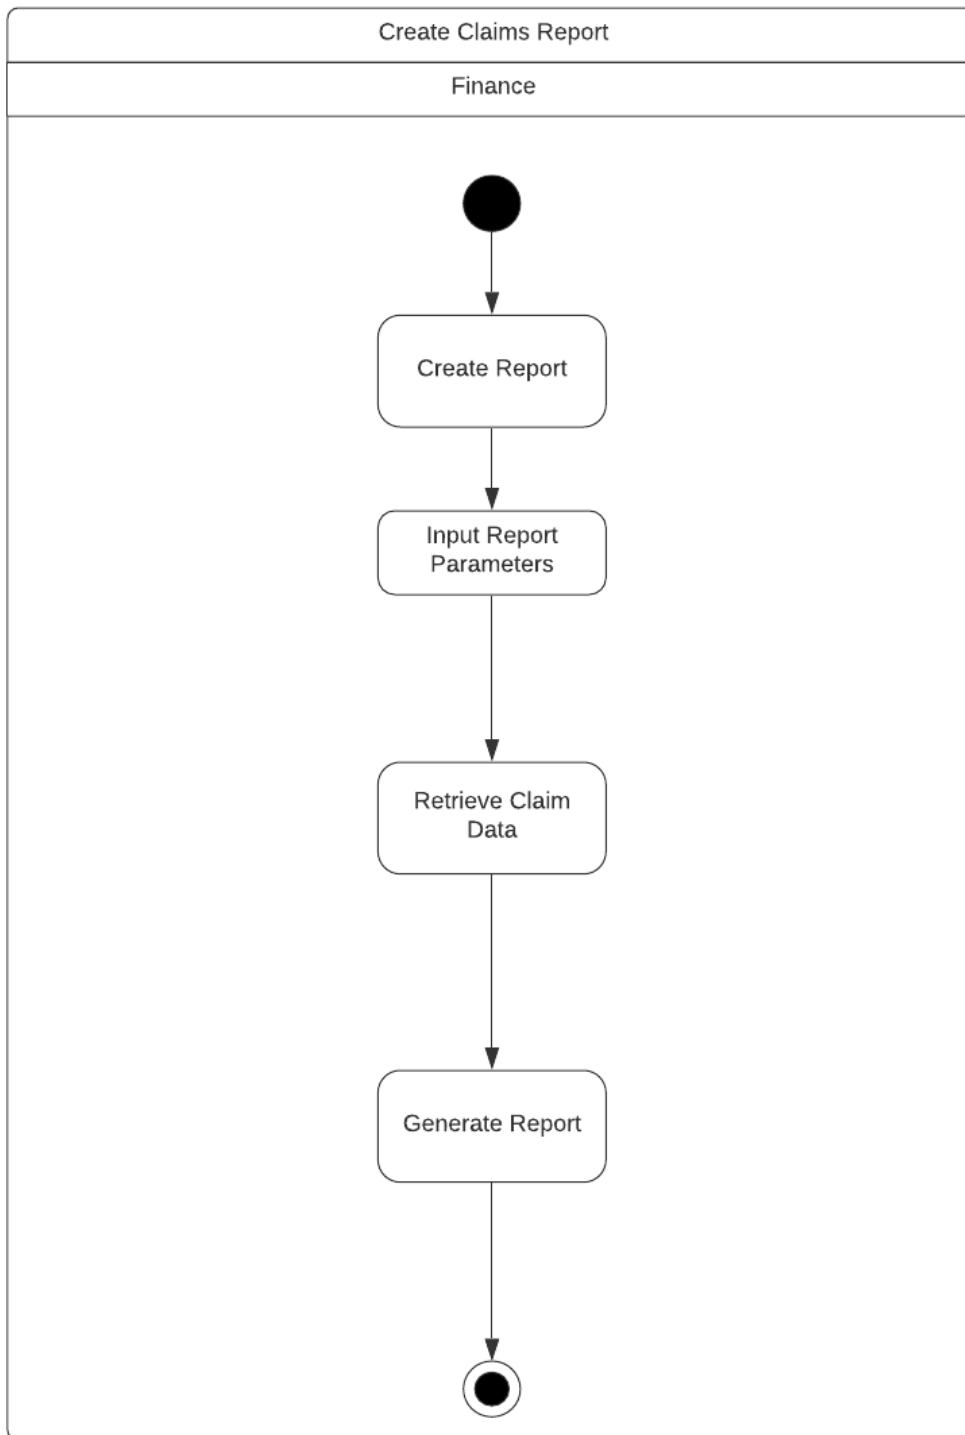 Create Claims Report
Finance
Create Report
Input Report
Parameters
Retrieve Claim
Data
Generate Report